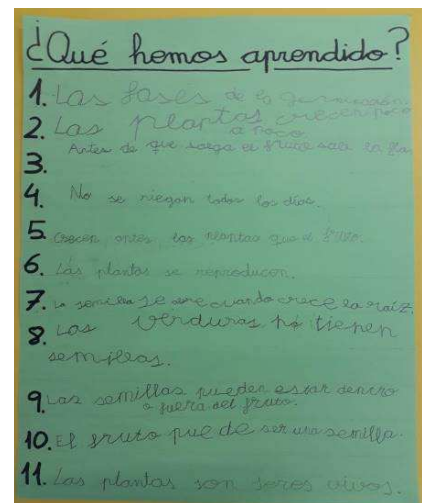 ¿Qué hemos aprendido?
1. Las fases de la germinación.
2. Las plantas crecen poco
a poco.
Antes de que salga el fruto sale la flor
3.
4. No se riegan todos los días.
5 Crecen antes las plantas que el fruto.
6. Las plantas se reproducen.
7. La semilla se abre cuando crece la raíz.
8. Las verduras no tienen
semillas.
9. Las semillas pueden estar dentro
o fuera del fruto.
10. El fruto puede ser una semilla.
11. Las plantas son seres vivos.